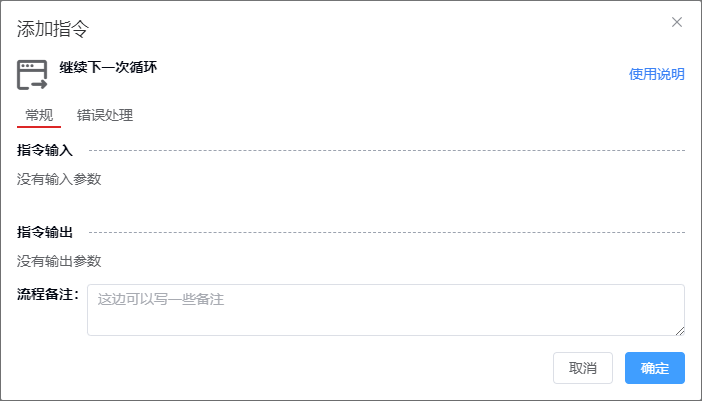 添加指令
继续下一次循环
使用说明
常规 错误处理
指令输入
没有输入参数
指令输出
没有输出参数
流程备注：
这边可以写一些备注
取消 确定